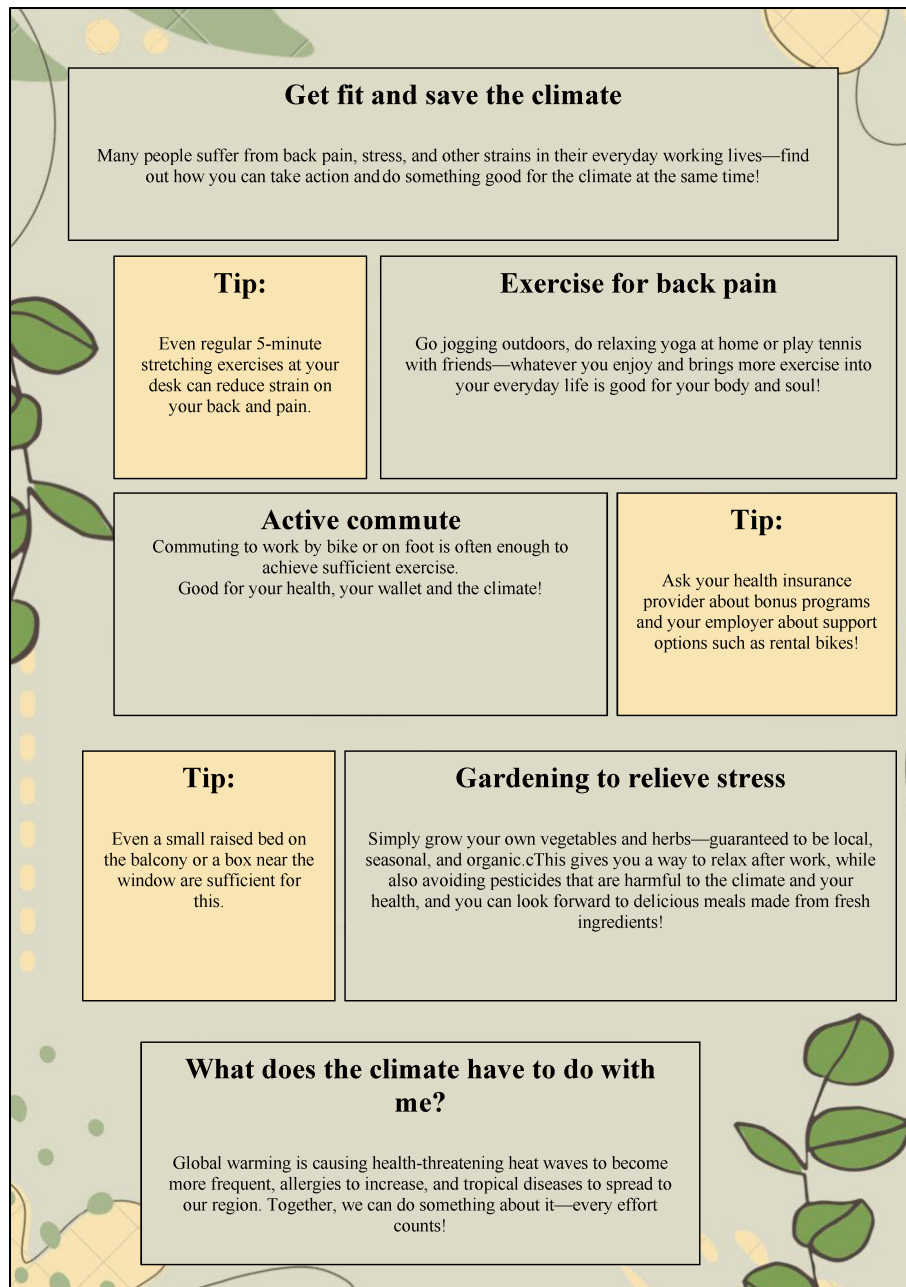 Get fit and save the climate
Many people suffer from back pain, stress, and other strains in their everyday working lives—find
out how you can take action and do something good for the climate at the same time!
Tip:
Even regular 5-minute
stretching exercises at your
desk can reduce strain on
your back and pain.
Exercise for back pain
Go jogging outdoors, do relaxing yoga at home or play tennis
with friends—whatever you enjoy and brings more exercise into
your everyday life is good for your body and soul!
Active commute
Commuting to work by bike or on foot is often enough to
achieve sufficient exercise.
Good for your health, your wallet and the climate!
Tip:
Ask your health insurance
provider about bonus programs
and your employer about support
options such as rental bikes!
Tip:
Even a small raised bed on
the balcony or a box near the
window are sufficient for
this.
Gardening to relieve stress
Simply grow your own vegetables and herbs—guaranteed to be local,
seasonal, and organic.cThis gives you a way to relax after work, while
also avoiding pesticides that are harmful to the climate and your
health, and you can look forward to delicious meals made from fresh
ingredients!
What does the climate have to do with
me?
Global warming is causing health-threatening heat waves to become
more frequent, allergies to increase, and tropical diseases to spread to
our region. Together, we can do something about it—every effort
counts!